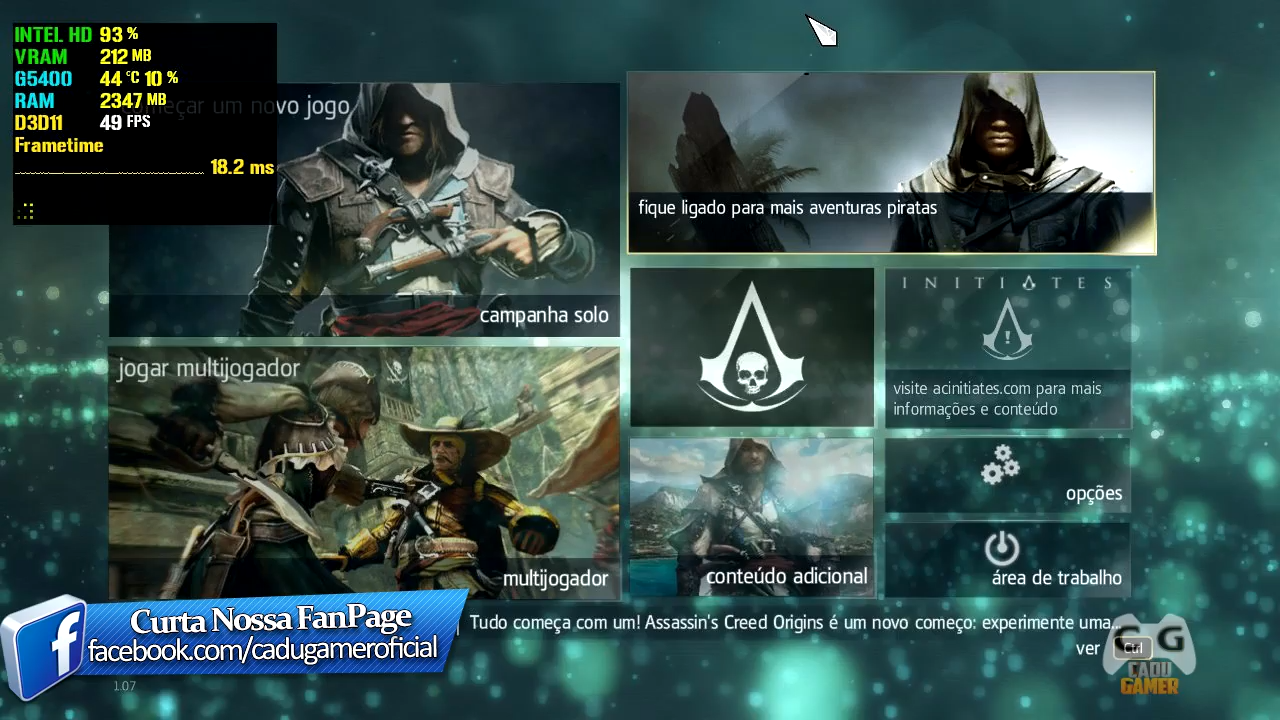 INTEL HD 93 %
VRAM 212 MB
G5400 44 °C 10 %
RAM 2347 MB
D3D11 49 FPS
Frametime
18.2 ms
começar um novo jogo
campanha solo
jogar multijogador
multijogador
fique ligado para mais aventuras piratas
INITIATES
visite acinitiates.com para mais
informações e conteúdo
conteúdo adicional
opções
área de trabalho
Tudo começa com um! Assassin's Creed Origins é um novo começo: experimente uma...
ver Ctrl
Curta Nossa FanPage
facebook.com/cadugameroficial
1.07
CADU
GAMER